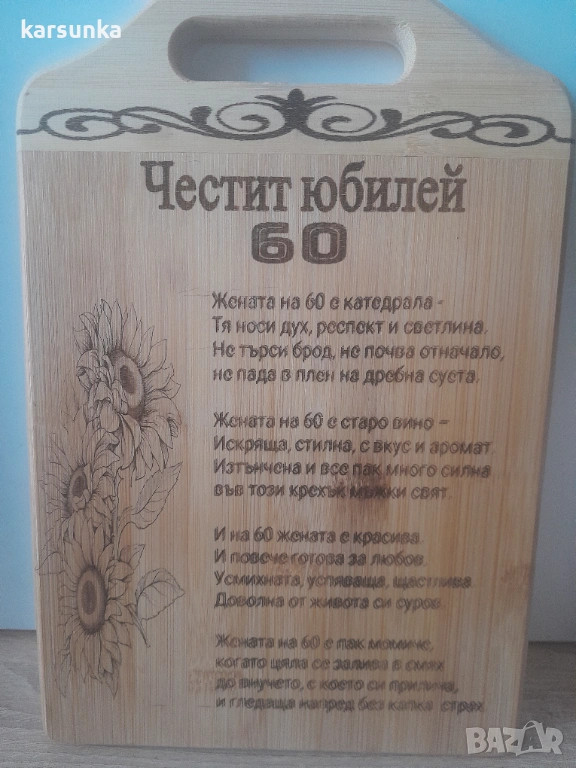 karsunka
Честит юбилей
60
Жената на 60 е катедрала -
Тя носи дух, респект и светлина.
Не търси брод, не почва отначало,
не пада в плен на дребна суета.
Жената на 60 е старо вино –
Искряща, стилна, с вкус и аромат.
Изтънчена и все пак много силна
във този крехък мъжки свят.
И на 60 жената е красива.
И повече готова за любов.
Усмихната, успяваща, щастлива.
Доволна от живота си суров.
Жената на 60 е пак момиче,
когато цяла се залива в смях
до внучето, с което си прилича,
и гледаща напред без капка страх.
BAZAR